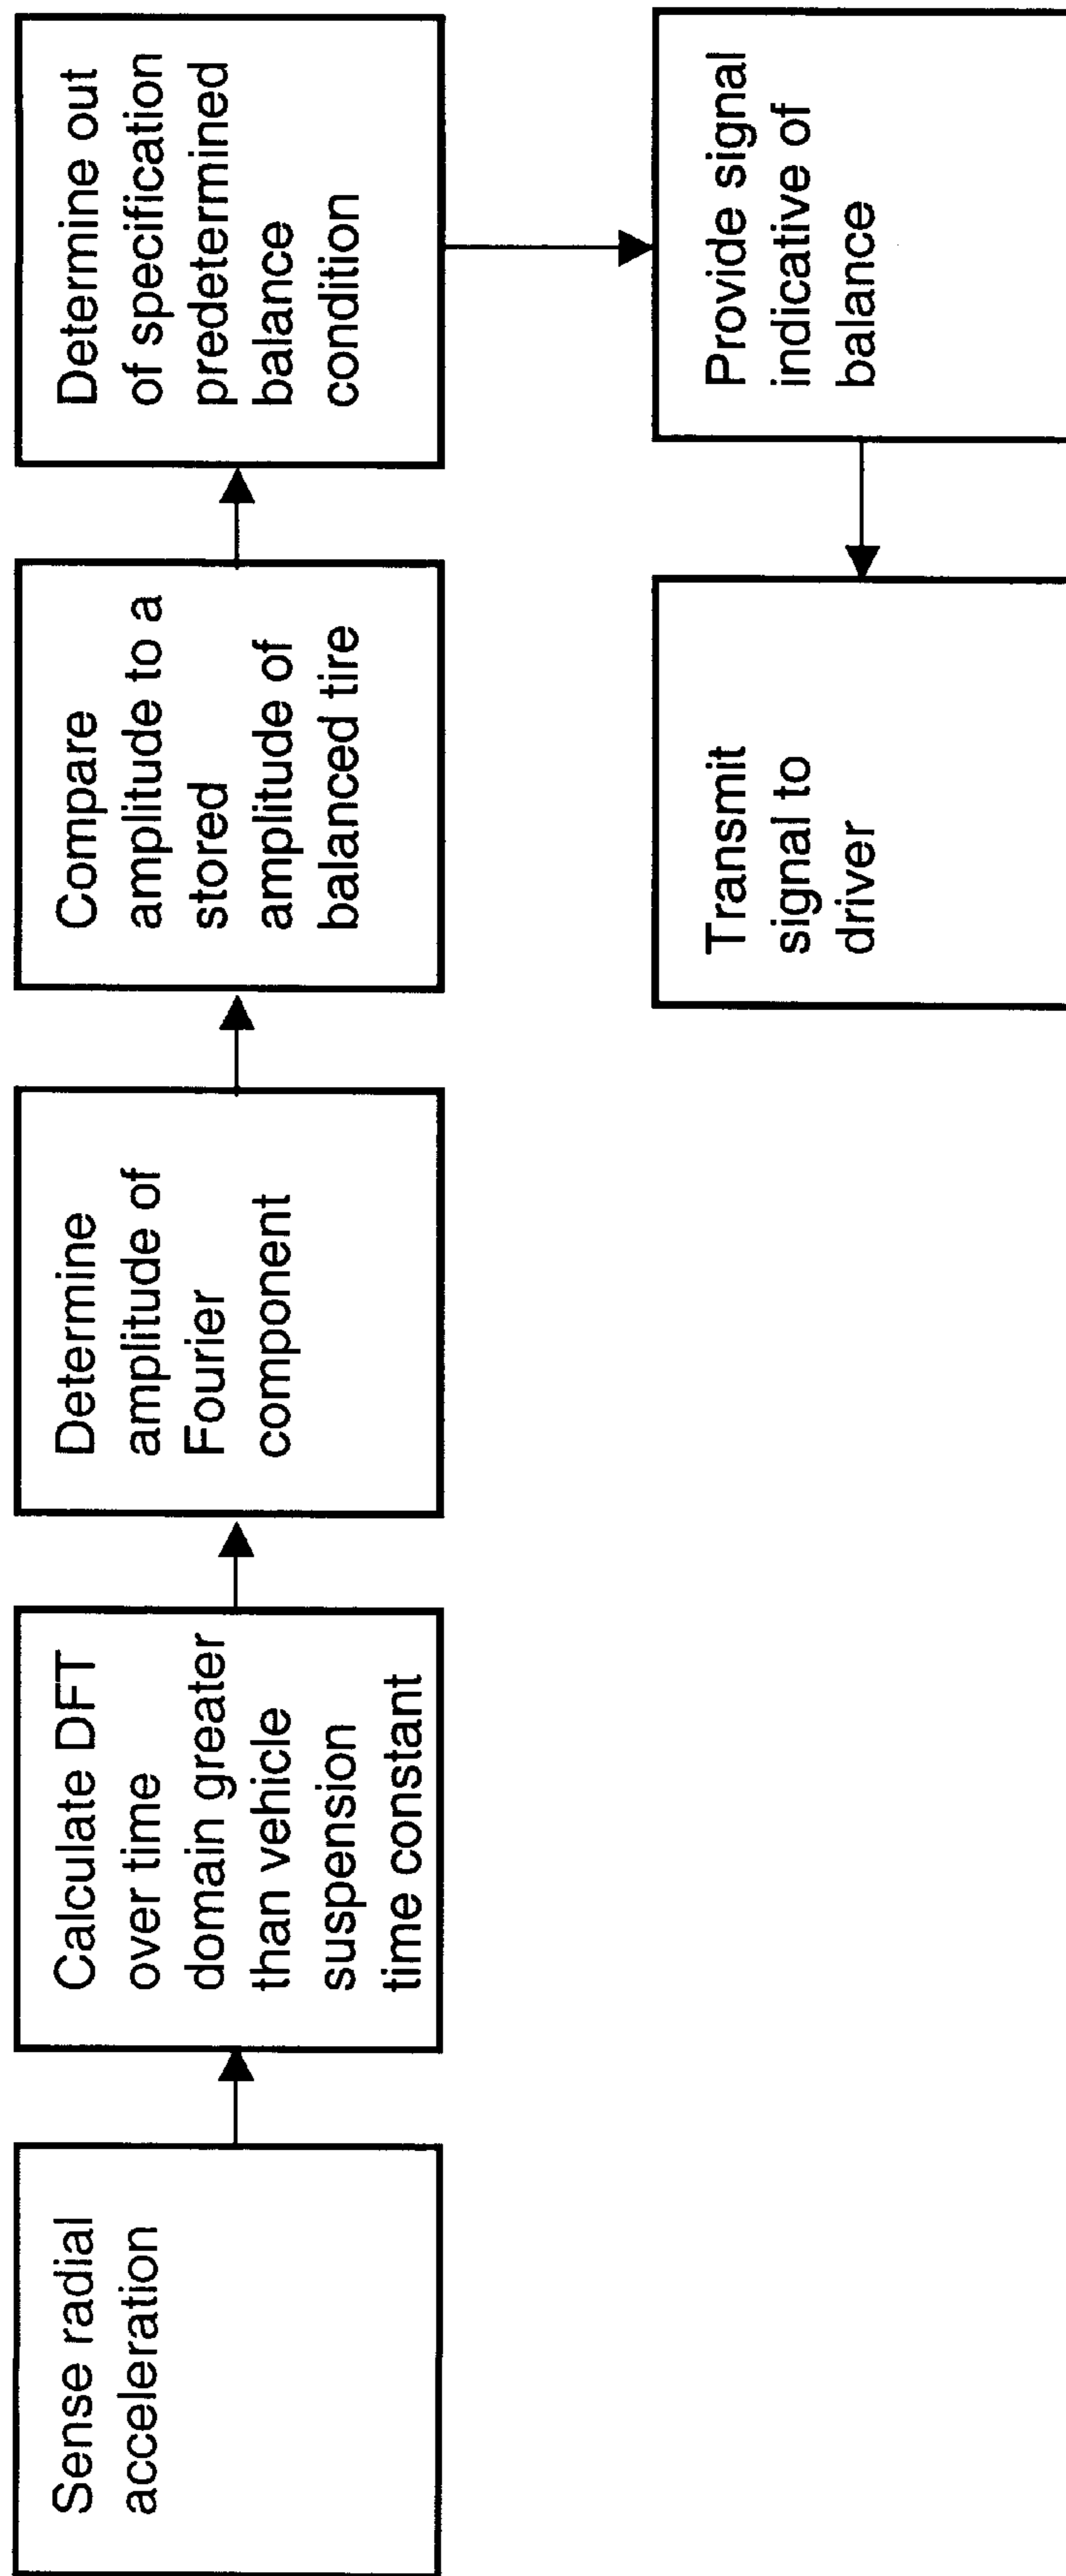 Sense radial
acceleration
Calculate DFT
over time
domain greater
than vehicle
suspension
time constant
Determine
amplitude of
Fourier
component
Compare
amplitude to a
stored
amplitude of
balanced tire
Determine out
of specification
predetermined
balance
condition
Provide signal
indicative of
balance
Transmit
signal to
driver